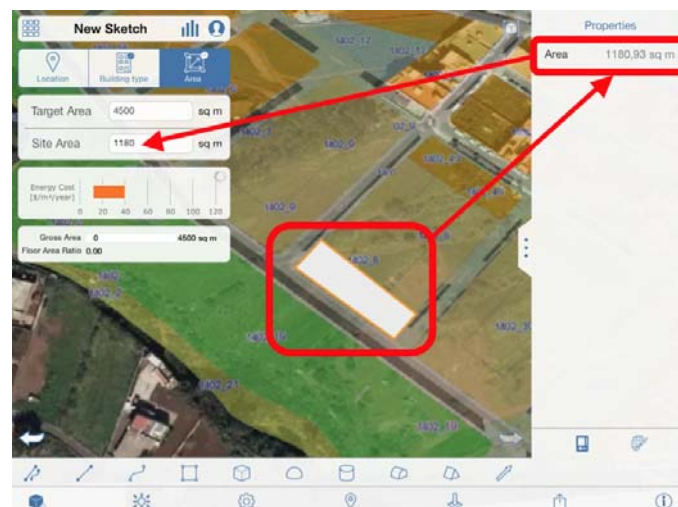 New Sketch
Location
Building type
Area
Target Area 4500 sq m
Site Area 1180 sq m
Energy Cost
[$/m²/year]
0 20 40 60 80 100 120
Gross Area 0 4500 sq m
Floor Area Ratio 0.00
Properties
Area 1180,93 sq m
1402_12
1402_9
1402_9
1402_8
1402_21
1402_19